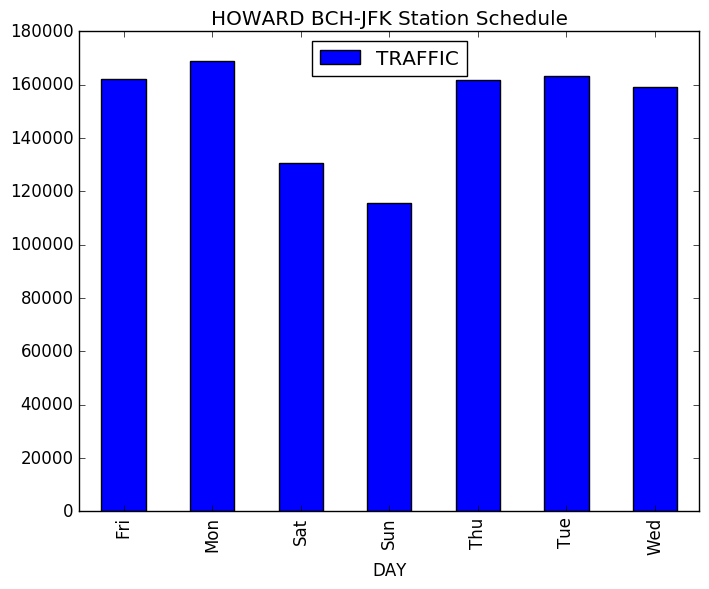 HOWARD BCH-JFK Station Schedule
TRAFFIC
180000
160000
140000
120000
100000
80000
60000
40000
20000
0
Fri
Mon
Sat
Sun
Thu
Tue
Wed
DAY